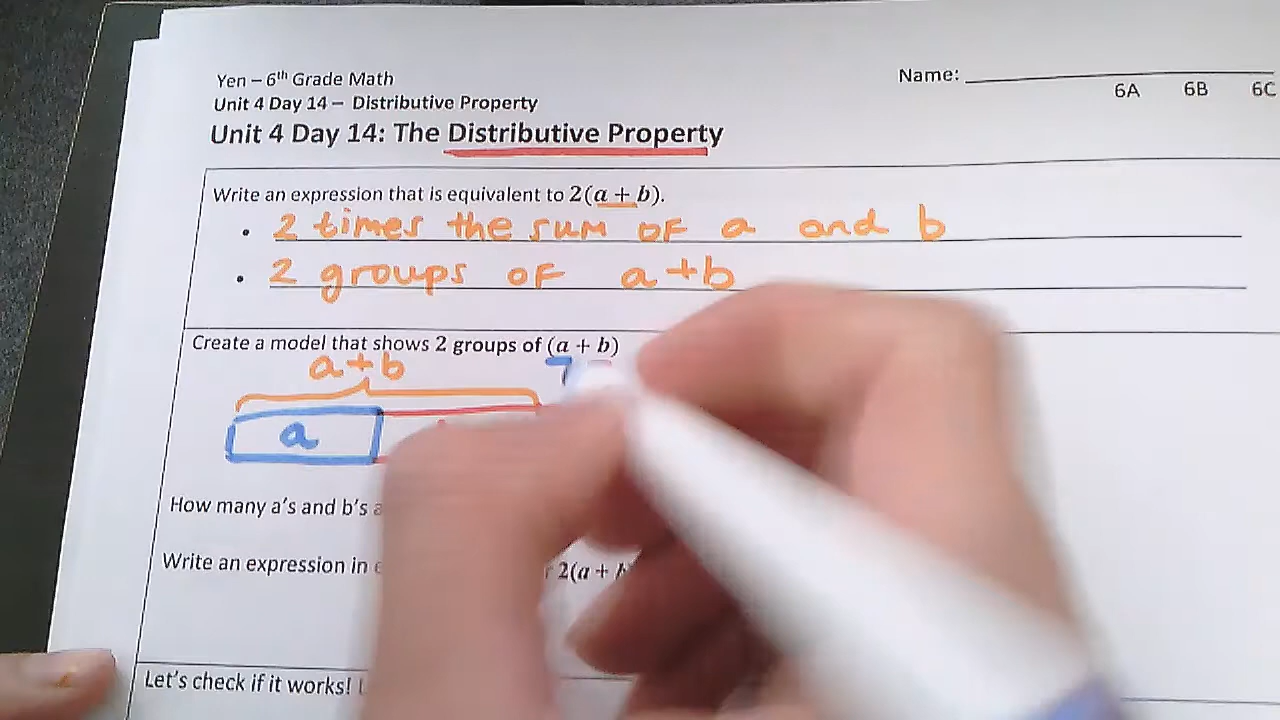 Yen – 6th Grade Math
Name:
Unit 4 Day 14 – Distributive Property
6A 6B 6C
Unit 4 Day 14: The Distributive Property
Write an expression that is equivalent to 2(a + b).
• 2 times the sum of a and b
• 2 groups of a+b
Create a model that shows 2 groups of (a + b)
a+b
a
How many a's and b's
Write an expression in
2(a +
Let's check if it works!